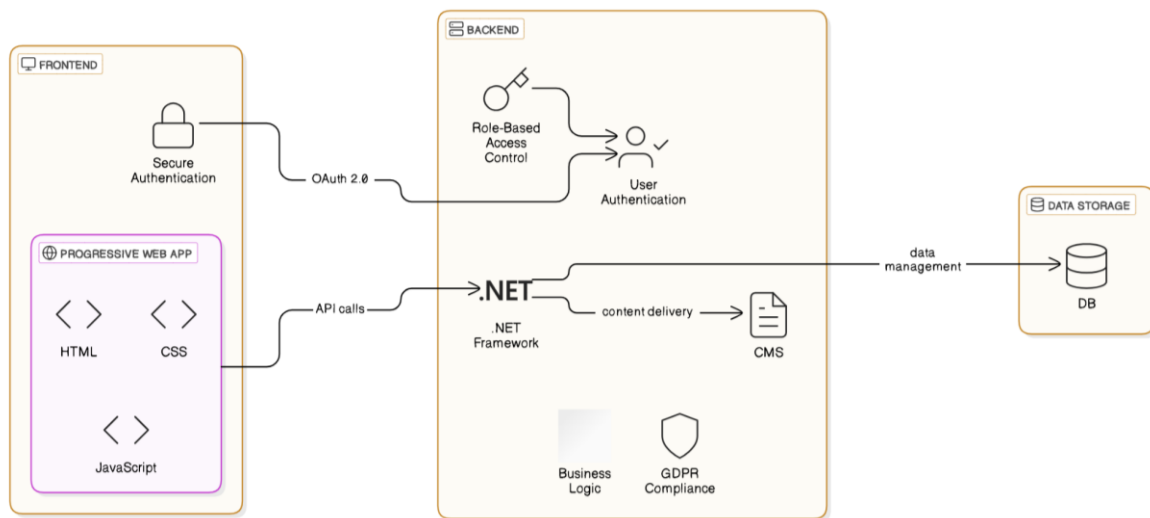 FRONTEND
Secure
Authentication
OAuth 2.0
PROGRESSIVE WEB APP
HTML
CSS
JavaScript
API calls
BACKEND
Role-Based
Access
Control
User
Authentication
.NET
.NET
Framework
content delivery
CMS
Business
Logic
GDPR
Compliance
data
management
DATA STORAGE
DB